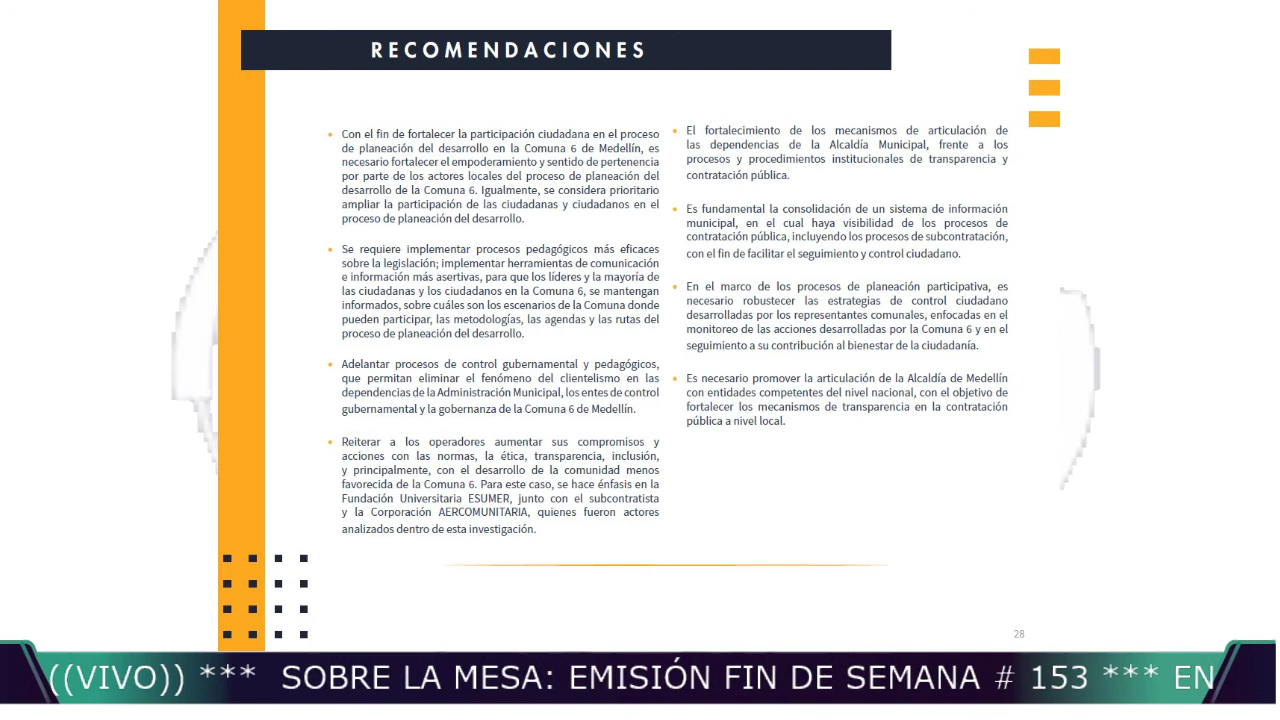 RECOMENDACIONES
• Con el fin de fortalecer la participación ciudadana en el proceso
de planeación del desarrollo en la Comuna 6 de Medellín, es
necesario fortalecer el empoderamiento y sentido de pertenencia
por parte de los actores locales del proceso de planeación del
desarrollo de la Comuna 6. Igualmente, se considera prioritario
ampliar la participación de las ciudadanas y ciudadanos en el
proceso de planeación del desarrollo.
• Se requiere implementar procesos pedagógicos más eficaces
sobre la legislación; implementar herramientas de comunicación
e información más asertivas, para que los líderes y la mayoría de
las ciudadanas y los ciudadanos en la Comuna 6, se mantengan
informados, sobre cuáles son los escenarios de la Comuna donde
pueden participar, las metodologías, las agendas y las rutas del
proceso de planeación del desarrollo.
• Adelantar procesos de control gubernamental y pedagógicos,
que permitan eliminar el fenómeno del clientelismo en las
dependencias de la Administración Municipal, los entes de control
gubernamental y la gobernanza de la Comuna 6 de Medellín.
• Reiterar a los operadores aumentar sus compromisos y
acciones con las normas, la ética, transparencia, inclusión,
y principalmente, con el desarrollo de la comunidad menos
favorecida de la Comuna 6. Para este caso, se hace énfasis en la
Fundación Universitaria ESUMER, junto con el subcontratista
y la Corporación AERCOMUNITARIA, quienes fueron actores
analizados dentro de esta investigación.
• El fortalecimiento de los mecanismos de articulación de
las dependencias de la Alcaldía Municipal, frente a los
procesos y procedimientos institucionales de transparencia y
contratación pública.
• Es fundamental la consolidación de un sistema de información
municipal, en el cual haya visibilidad de los procesos de
contratación pública, incluyendo los procesos de subcontratación,
con el fin de facilitar el seguimiento y control ciudadano.
• En el marco de los procesos de planeación participativa, es
necesario robustecer las estrategias de control ciudadano
desarrolladas por los representantes comunales, enfocadas en el
monitoreo de las acciones desarrolladas por la Comuna 6 y en el
seguimiento a su contribución al bienestar de la ciudadanía.
• Es necesario promover la articulación de la Alcaldía de Medellín
con entidades competentes del nivel nacional, con el objetivo de
fortalecer los mecanismos de transparencia en la contratación
pública a nivel local.
28
((VIVO)) *** SOBRE LA MESA: EMISIÓN FIN DE SEMANA # 153 *** EN